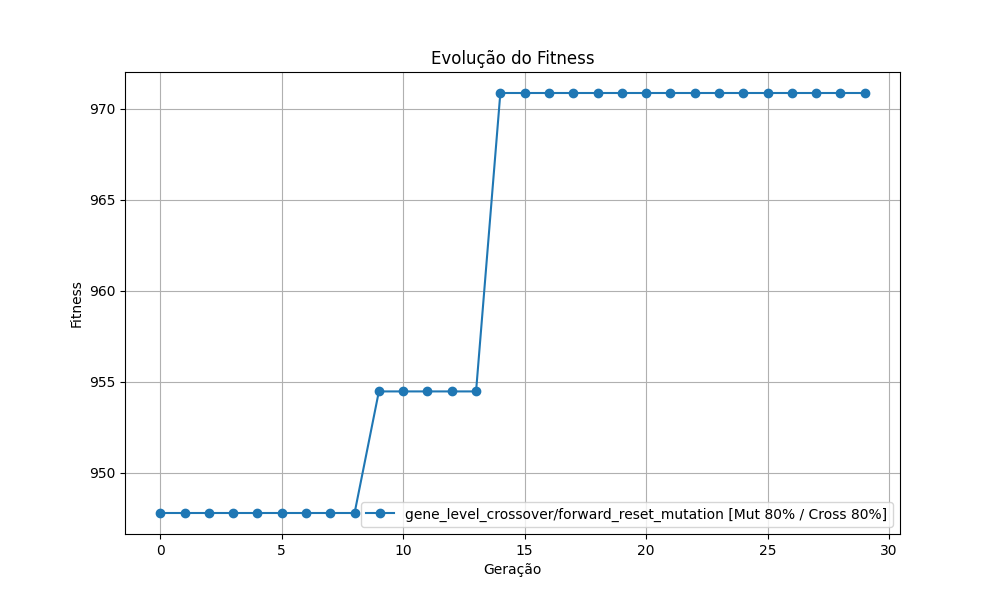 Evolução do Fitness
970
965
960
955
950
Fitness
gene_level_crossover/forward_reset_mutation [Mut 80% / Cross 80%]
0 5 10 15 20 25 30
Geração